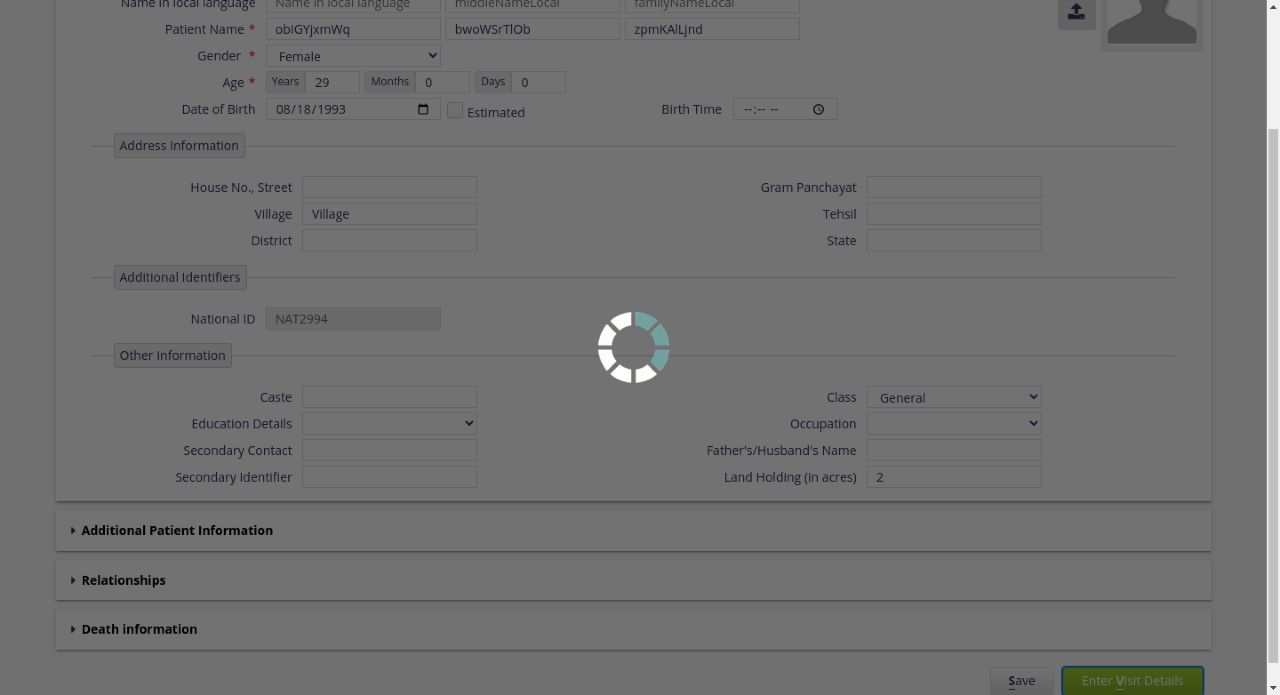 Name in local language Name in local language middleNameLocal familyNameLocal
Patient Name * obIGYJxmWq bwoWSrTlOb zpmKAlLjnd
Gender * Female
Age * Years 29 Months 0 Days 0
Date of Birth 08/18/1993 Estimated Birth Time --:-- --
Address Information
House No., Street Gram Panchayat
Village Village Tehsil
District State
Additional Identifiers
National ID NAT2994
Other Information
Caste Class General
Education Details Occupation
Secondary Contact Father's/Husband's Name
Secondary Identifier Land Holding (in acres) 2
Additional Patient Information
Relationships
Death information
Save Enter Visit Details